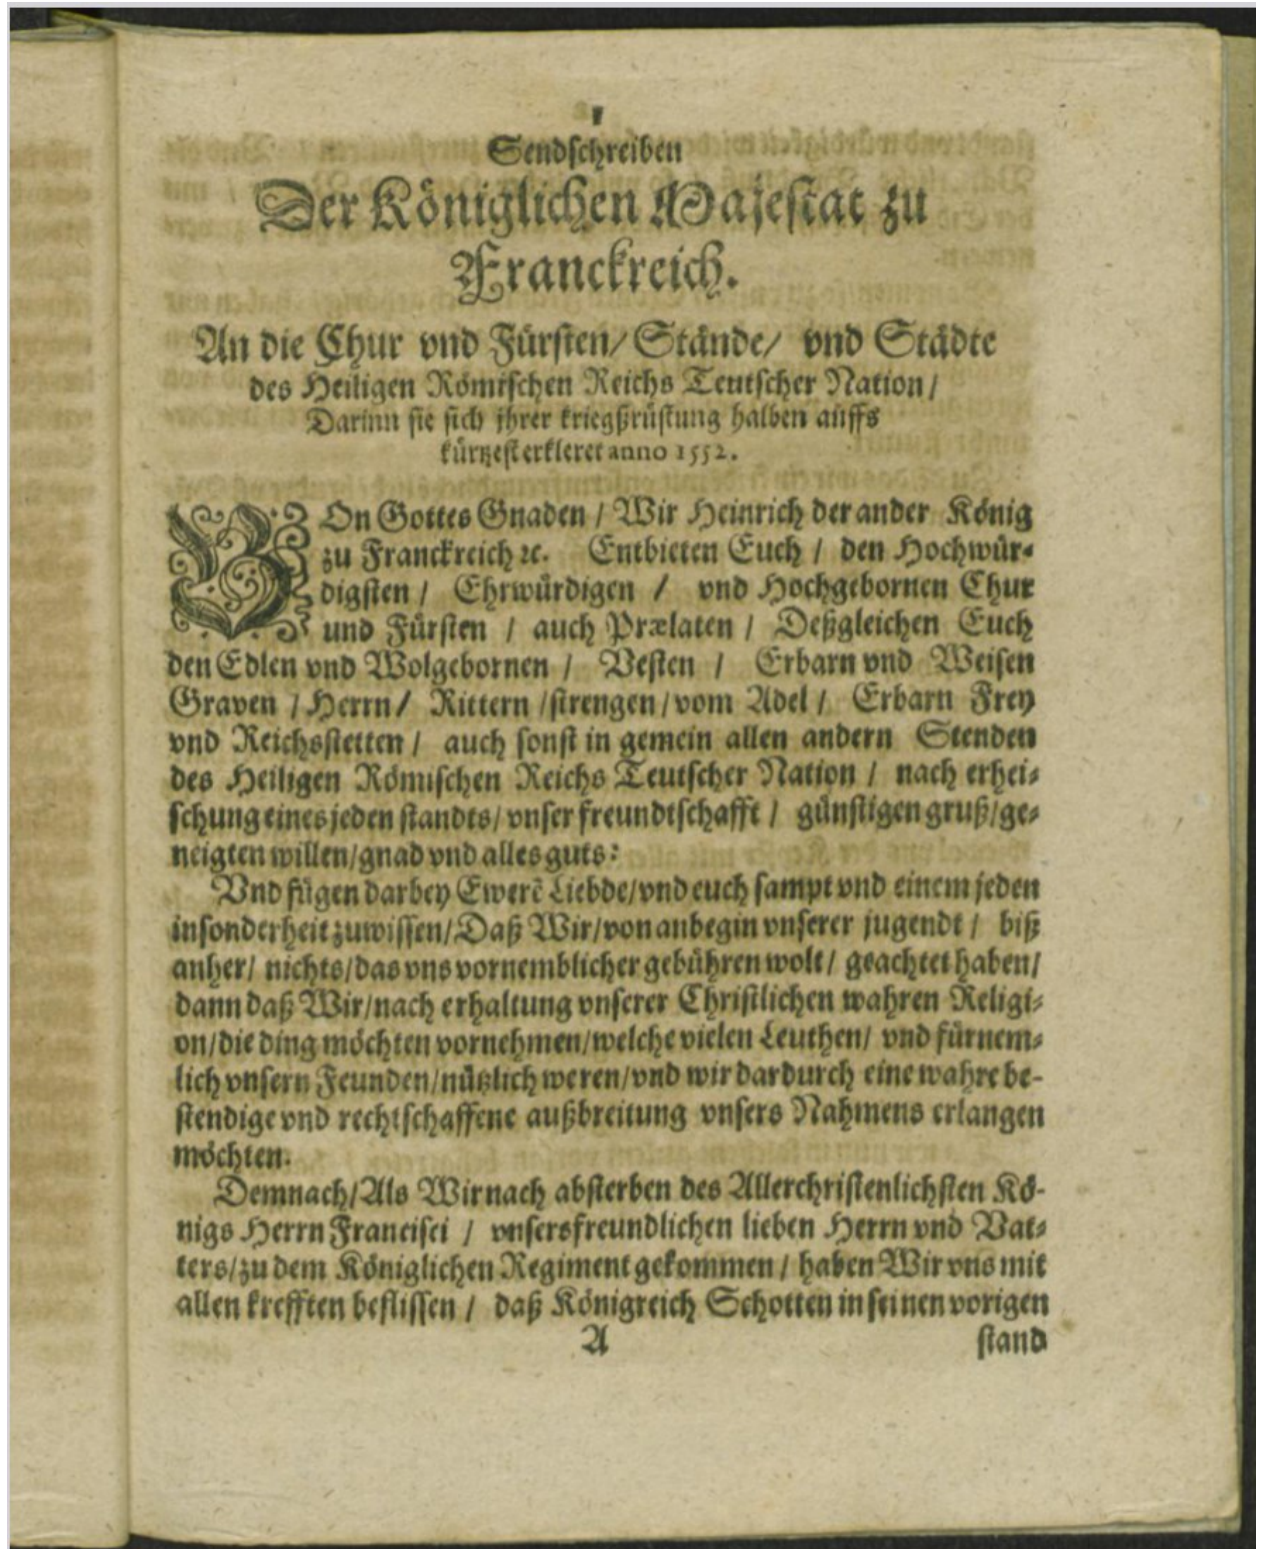 1
Sendschreiben
Der Königlichen Majestat zu
Franckreich.
An die Chur vnd Fürsten/ Stände/ vnd Städte
des Heiligen Römischen Reichs Teutscher Nation/
Darinn sie sich jhrer kriegßrüstung halben auffs
kürtzest erkleret anno 1552.
VOn Gottes Gnaden / Wir Heinrich der ander König
zu Franckreich ꝛc. Entbieten Euch / den Hochwür-
digsten / Ehrwürdigen / vnd Hochgebornen Chur
und Fürsten / auch Prælaten / Deßgleichen Euch
den Edlen vnd Wolgebornen / Vesten / Erbarn vnd Weisen
Graven / Herrn/ Rittern /strengen/vom Adel / Erbarn Frey
vnd Reichsstetten / auch sonst in gemein allen andern Stenden
des Heiligen Römischen Reichs Teutscher Nation / nach erhei-
schung eines jeden standts/ vnser freundtschafft / günstigen gruß/ge-
neigten willen/gnad vnd alles guts:
Vnd fügen darbey Ewerẽ Liebde/vnd euch sampt vnd einem jeden
insonderheit zuwissen/Daß Wir/von anbegin vnserer jugendt / biß
anher/ nichts/das vns vornemblicher gebühren wolt/ geachtet haben/
dann daß Wir/nach erhaltung vnserer Christlichen wahren Religi-
on/die ding möchten vornehmen/welche vielen Leuthen/ vnd fürnem-
lich vnsern Feunden/nützlich weren/vnd wir dardurch eine wahre be-
stendige vnd rechtschaffene außbreitung vnsers Nahmens erlangen
möchten.
Demnach/Als Wir nach absterben des Allerchristenlichsten Kö-
nigs Herrn Francisci / vnsers freundlichen lieben Herrn vnd Vat-
ters/zu dem Königlichen Regiment gekommen / haben Wir vns mit
allen krefften beflissen / daß Königreich Schotten in seinen vorigen
A
stand